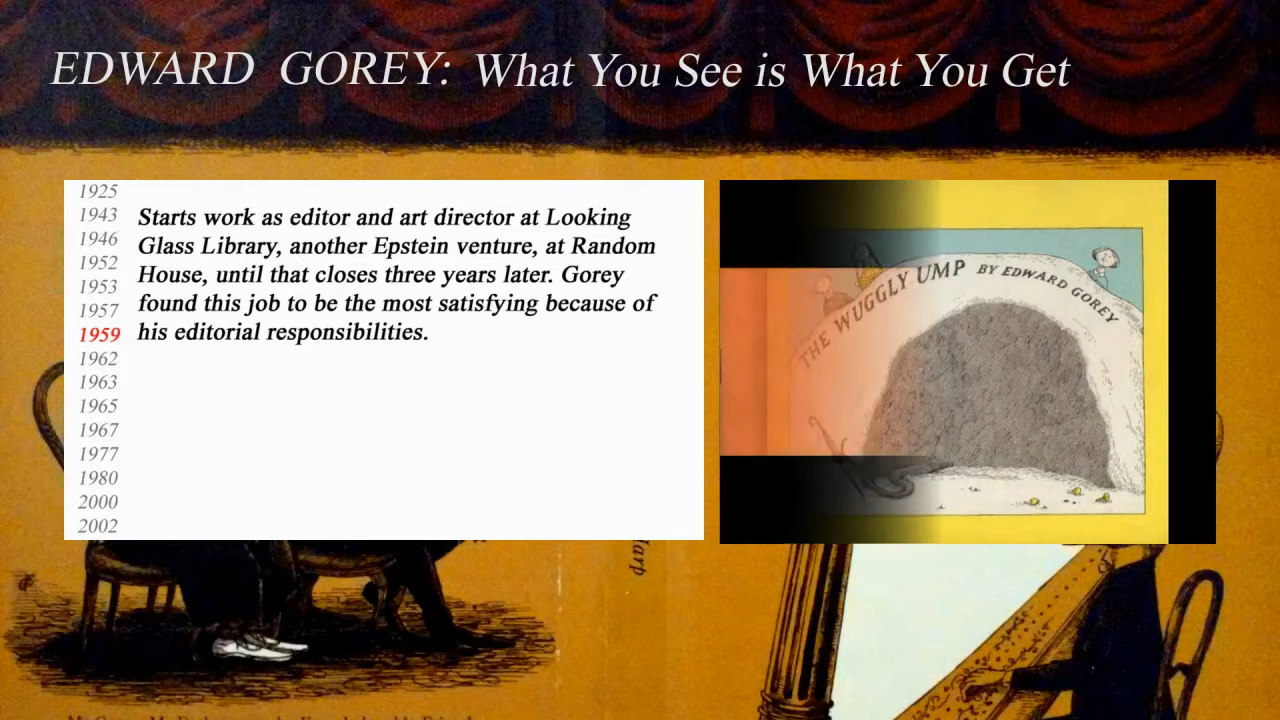 EDWARD GOREY: What You See is What You Get
1925
1943
1946
1952
1953
1957
1959
1962
1963
1965
1967
1977
1980
2000
2002
Starts work as editor and art director at Looking
Glass Library, another Epstein venture, at Random
House, until that closes three years later. Gorey
found this job to be the most satisfying because of
his editorial responsibilities.
THE WUGGLY UMP BY EDWARD GOREY